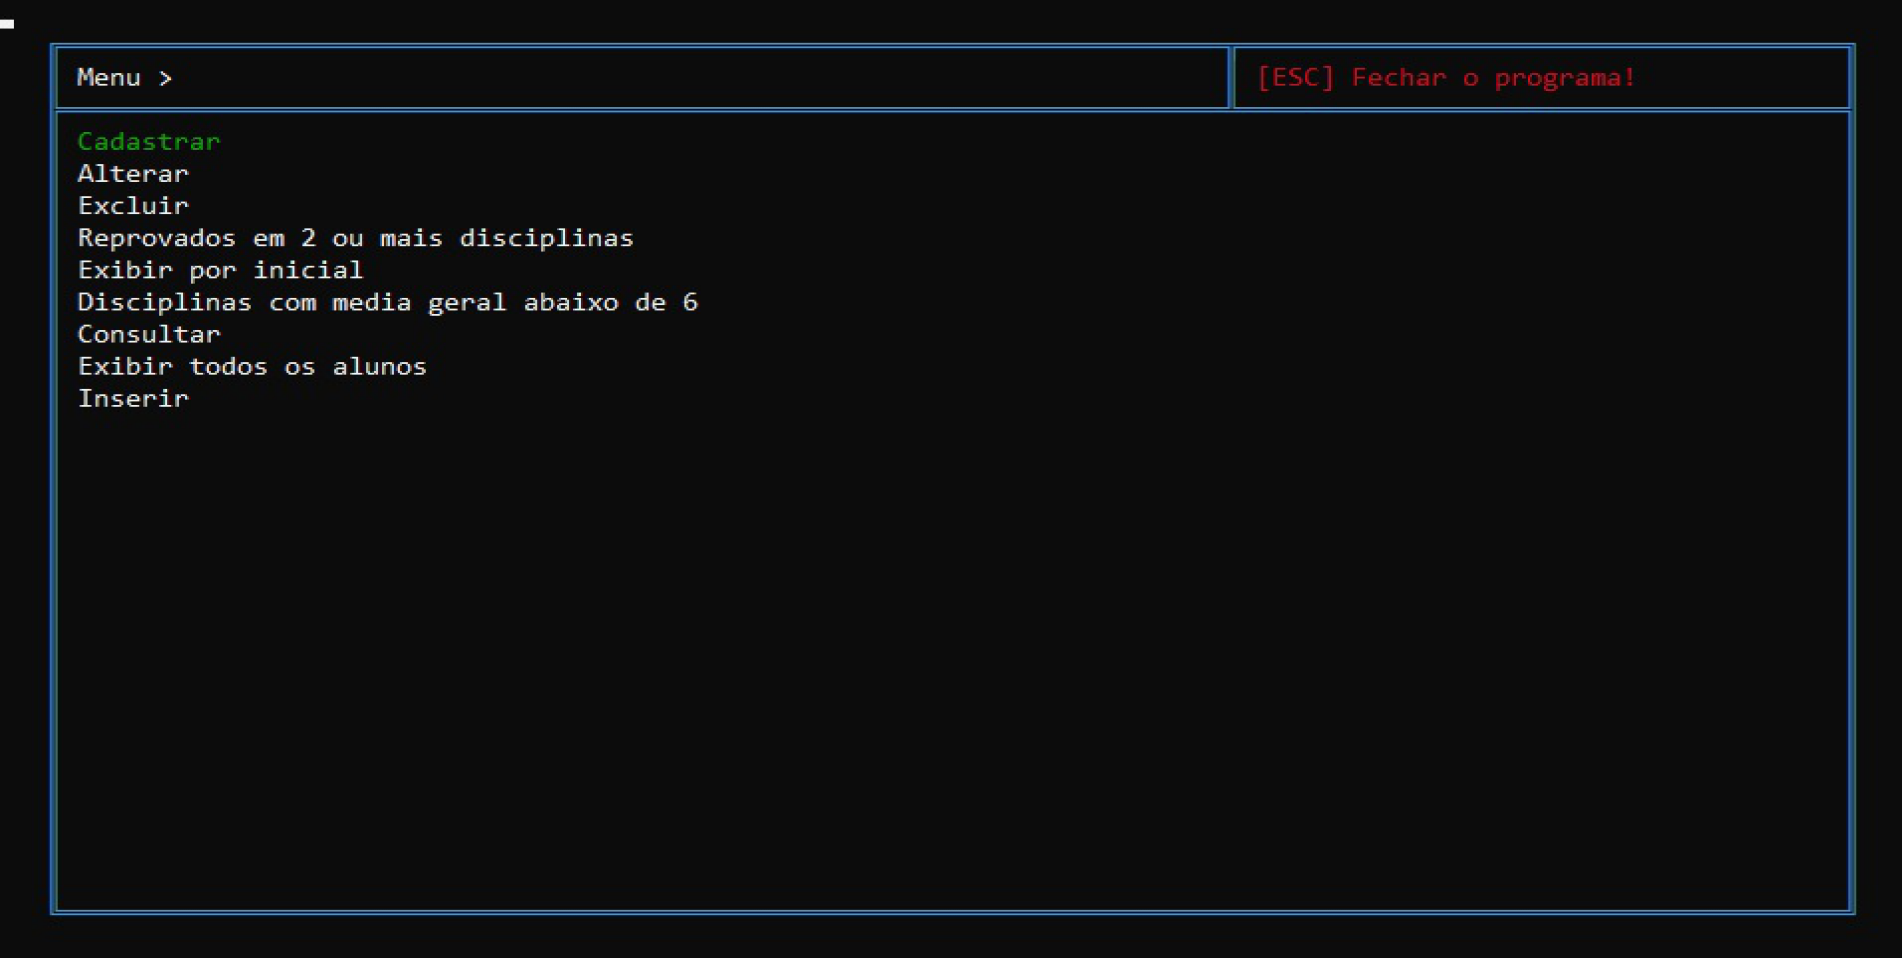 Menu >
[ESC] Fechar o programa!
Cadastrar
Alterar
Excluir
Reprovados em 2 ou mais disciplinas
Exibir por inicial
Disciplinas com media geral abaixo de 6
Consultar
Exibir todos os alunos
Inserir